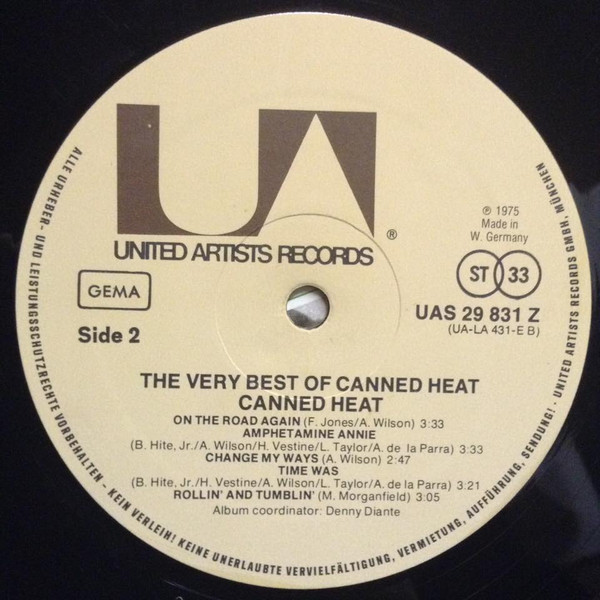 UA
UNITED ARTISTS RECORDS ®
℗ 1975
Made in
W. Germany
GEMA
ST 33
UAS 29 831 Z
(UA-LA 431-E B)
Side 2
THE VERY BEST OF CANNED HEAT
CANNED HEAT
ON THE ROAD AGAIN (F. Jones/A. Wilson) 3:33
AMPHETAMINE ANNIE
(B. Hite, Jr./A. Wilson/H. Vestine/L. Taylor/A. de la Parra) 3:33
CHANGE MY WAYS (A. Wilson) 2:47
TIME WAS
(B. Hite, Jr./H. Vestine/A. Wilson/L. Taylor/A. de la Parra) 3:21
ROLLIN' AND TUMBLIN' (M. Morganfield) 3:05
Album coordinator: Denny Diante
ALLE URHEBER- UND LEISTUNGSSCHUTZRECHTE VORBEHALTEN - KEIN VERLEIH! KEINE UNERLAUBTE VERVIELFÄLTIGUNG, VERMIETUNG, AUFFÜHRUNG, SENDUNG! · UNITED ARTISTS RECORDS GMBH, MÜNCHEN